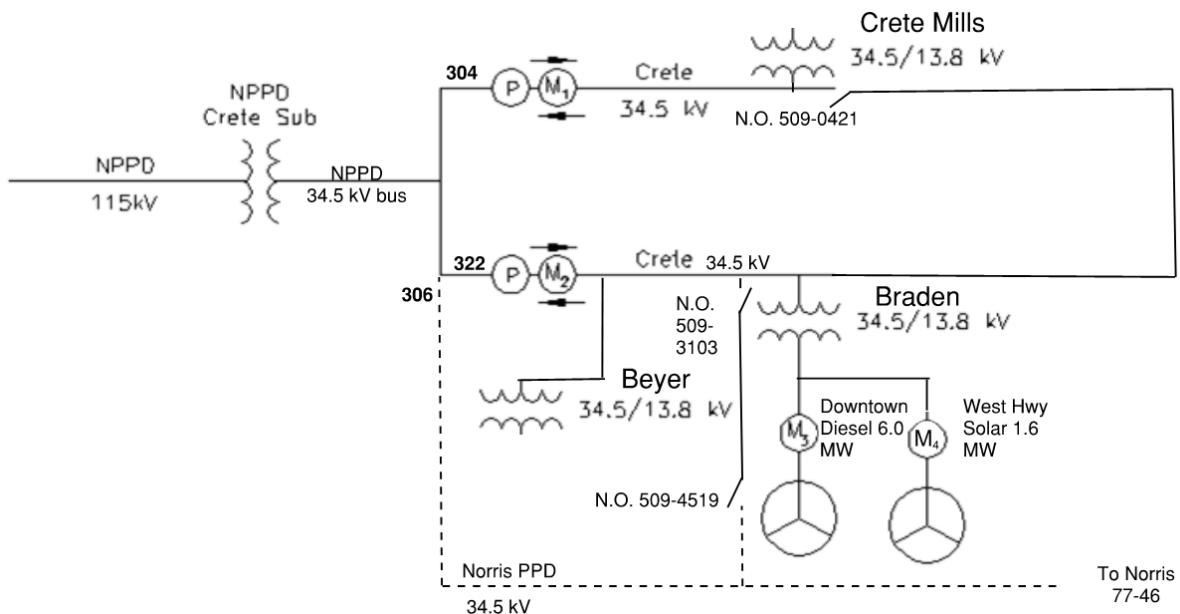 Crete Mills
34.5/13.8 kV
304
P
M1
Crete
34.5 kV
N.O. 509-0421
NPPD
Crete Sub
NPPD
115kV
NPPD
34.5 kV bus
322
P
M2
Crete
34.5 kV
306
N.O.
509-
3103
Braden
34.5/13.8 kV
Beyer
34.5/13.8 kV
M3
Downtown
Diesel 6.0
MW
M4
West Hwy
Solar 1.6
MW
N.O. 509-4519
Norris PPD
34.5 kV
To Norris
77-46